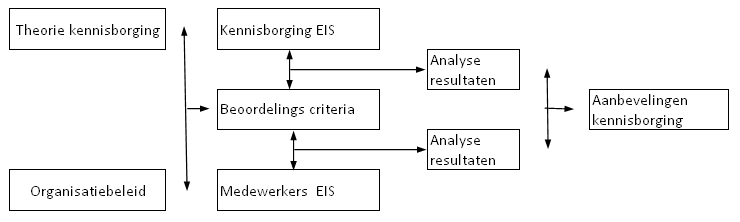 Theorie kennisborging
Kennisborging EIS
Analyse
resultaten
Beoordelings criteria
Aanbevelingen
kennisborging
Analyse
resultaten
Organisatiebeleid
Medewerkers EIS